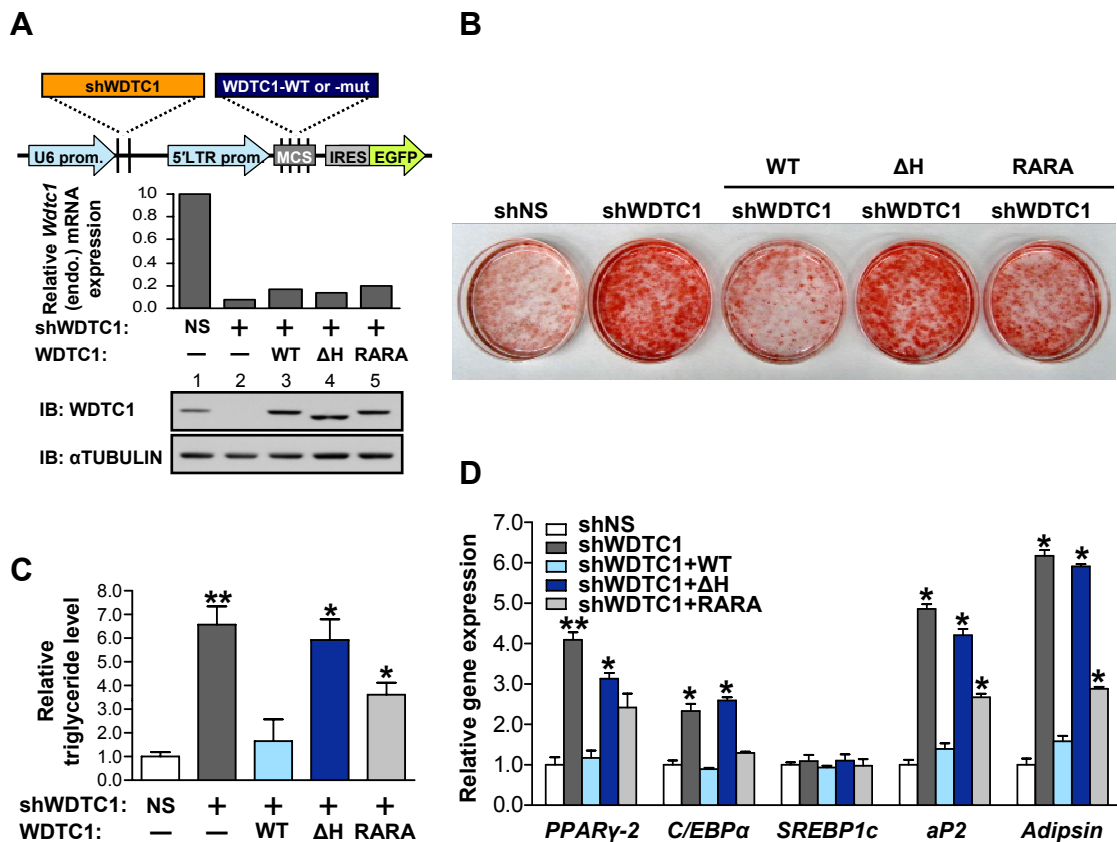 A
shWDTC1
WDTC1-WT or -mut
U6 prom.
5'LTR prom.
MCS
IRES
EGFP
Relative Wdtc1
(endo.) mRNA
expression
1.0
0.8
0.6
0.4
0.2
0.0
shWDTC1: NS + + + +
WDTC1: — — WT ΔH RARA
1 2 3 4 5
IB: WDTC1
IB: αTUBULIN
B
WT ΔH RARA
shNS shWDTC1 shWDTC1 shWDTC1 shWDTC1
C
Relative
triglyceride level
8.0
7.0
6.0
5.0
4.0
3.0
2.0
1.0
0.0
** * *
shWDTC1: NS + + + +
WDTC1: — — WT ΔH RARA
D
Relative gene expression
7.0
6.0
5.0
4.0
3.0
2.0
1.0
0.0
shNS
shWDTC1
shWDTC1+WT
shWDTC1+ΔH
shWDTC1+RARA
** * * * * * * * * *
PPARγ-2 C/EBPα SREBP1c aP2 Adipsin